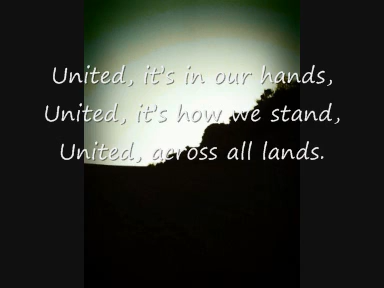 United, it's in our hands,
United, it's how we stand,
United, across all lands.